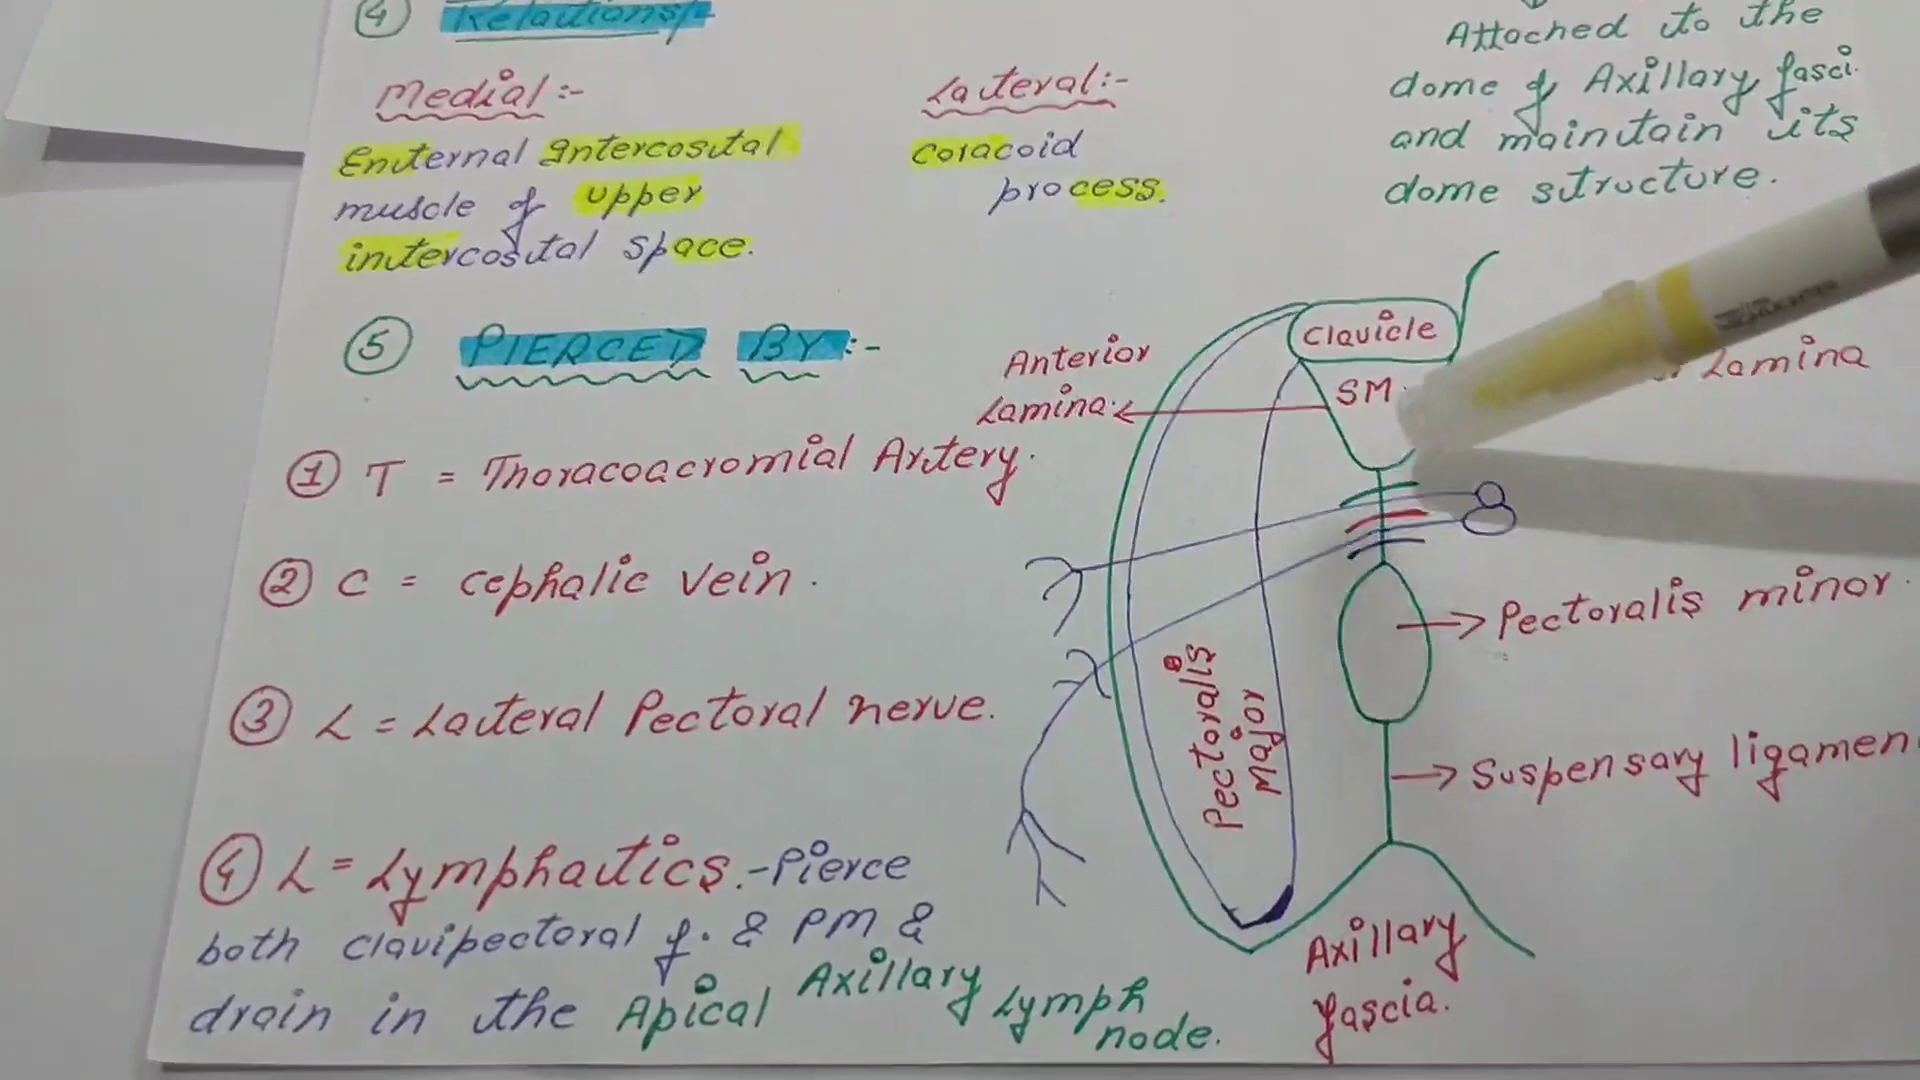 4 Relations:-
Medial:-
External Intercostal
muscle of upper
intercostal space.
Lateral:-
coracoid
process.
Attached to the
dome of Axillary fasci
and maintain its
dome structure.
5 PIERCED BY:-
1 T = Thoracoacromial Artery.
2 C = cephalic vein.
3 L = Lateral Pectoral nerve.
4 L = Lymphatics.-Pierce
both clavipectoral f. & PM &
drain in the Apical Axillary Lymph
node.
Clavicle
SM
Anterior
Lamina.
Lamina
Pectoralis
Major
Pectoralis minor.
Suspensary ligamen
Axillary
fascia.